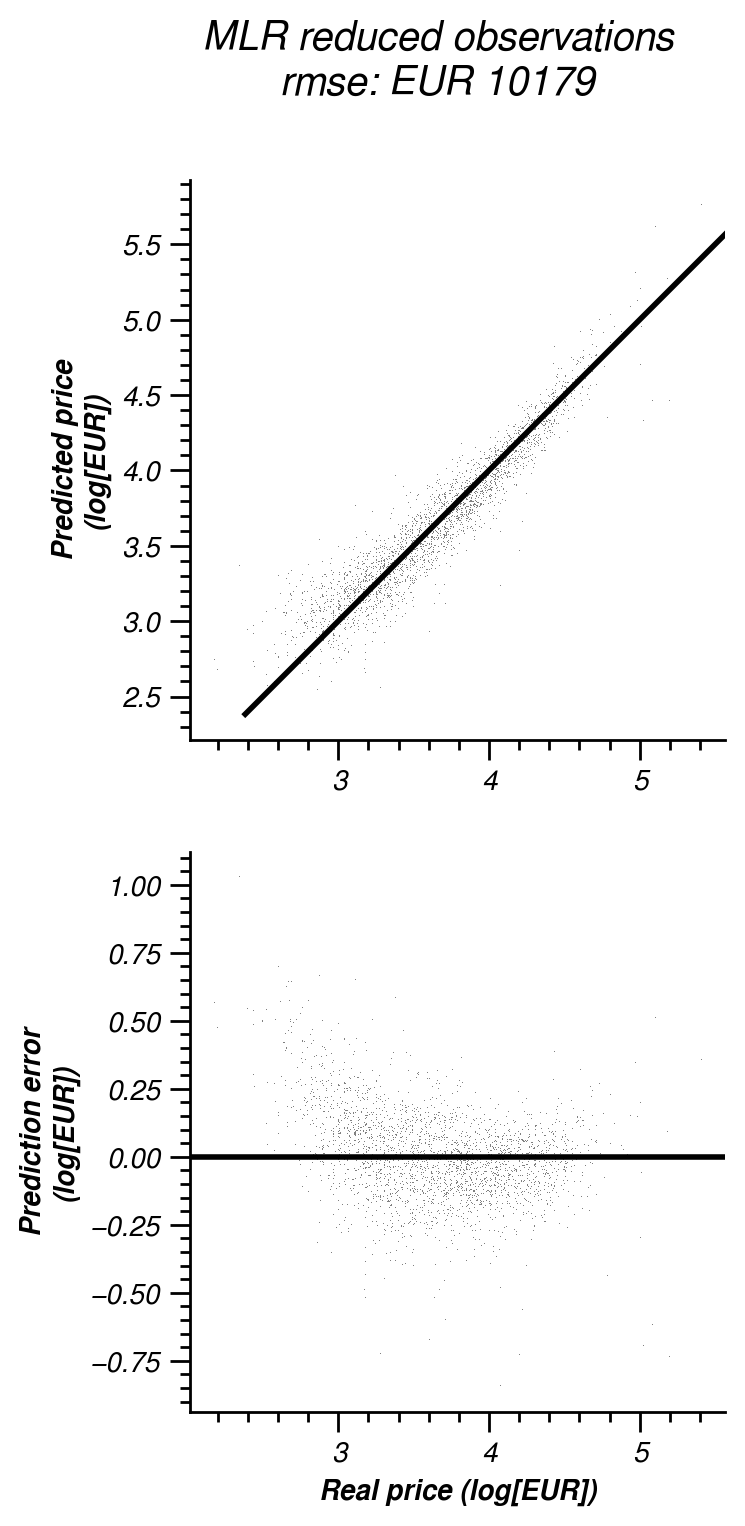 MLR reduced observations
rmse: EUR 10179
5.5
5.0
4.5
4.0
3.5
3.0
2.5
Predicted price
(log[EUR])
3 4 5
1.00
0.75
0.50
0.25
0.00
−0.25
−0.50
−0.75
Prediction error
(log[EUR])
3 4 5
Real price (log[EUR])